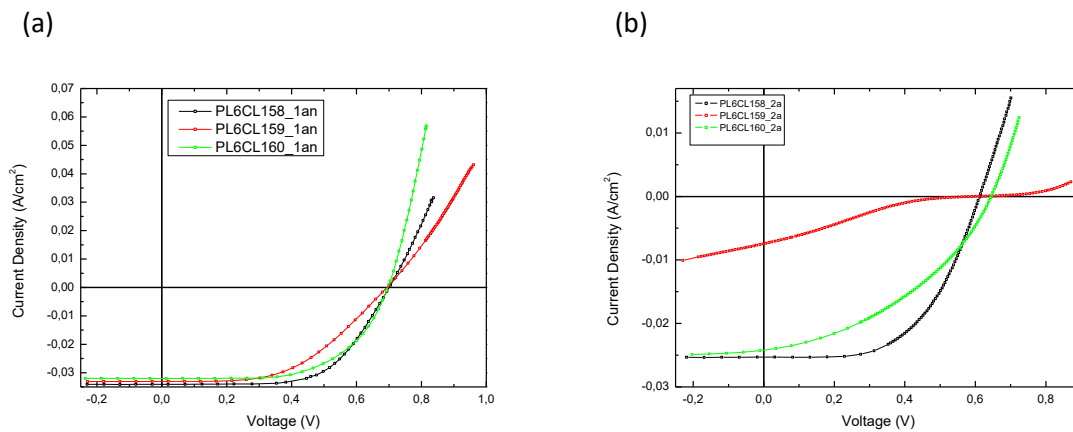 (a)
(b)
0,07
0,06
0,05
0,04
0,03
0,02
0,01
0,00
-0,01
-0,02
-0,03
PL6CL158_1an
PL6CL159_1an
PL6CL160_1an
Current Density (A/cm²)
-0,2 0,0 0,2 0,4 0,6 0,8 1,0
Voltage (V)
0,01
0,00
-0,01
-0,02
-0,03
PL6CL158_2a
PL6CL159_2a
PL6CL160_2a
Current Density (A/cm²)
-0,2 0,0 0,2 0,4 0,6 0,8
Voltage (V)